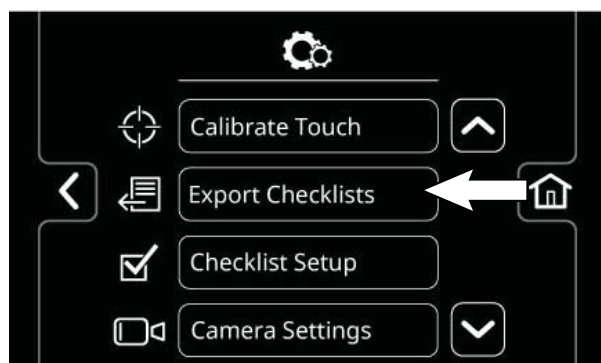 Calibrate Touch
Export Checklists
Checklist Setup
Camera Settings